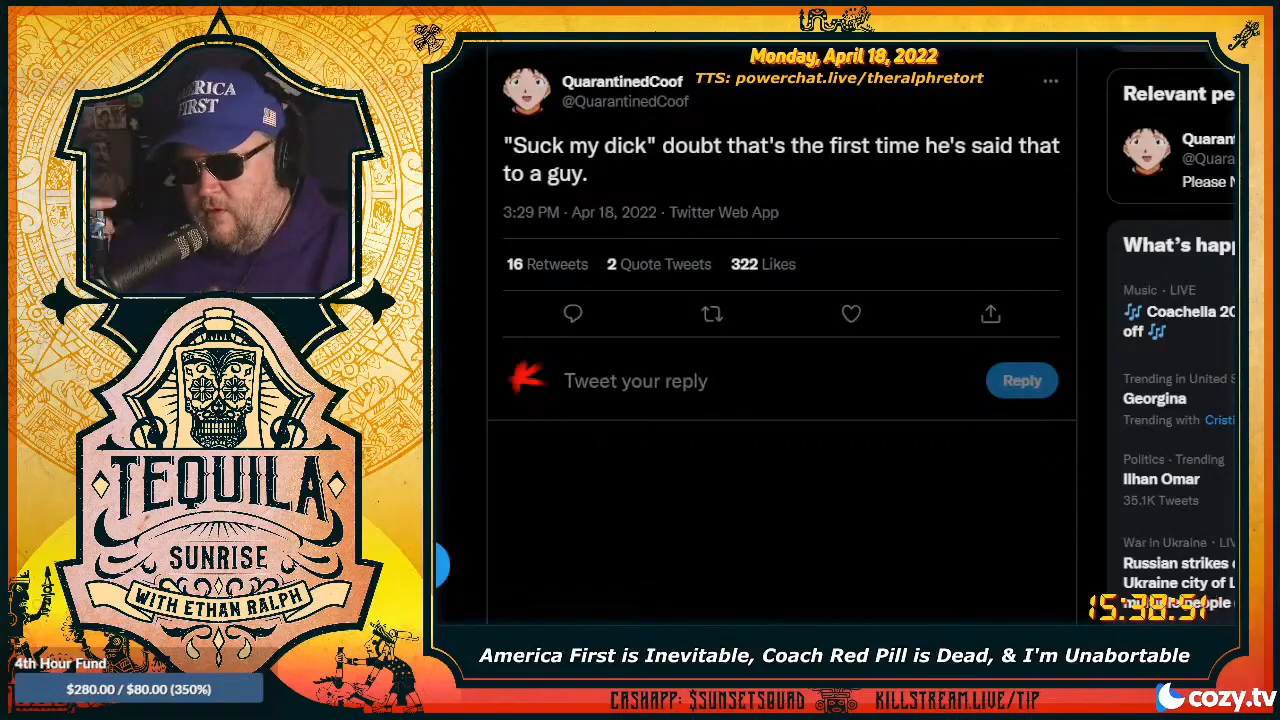 Monday, April 18, 2022
TTS: powerchat.live/theralphretort
AMERICA
FIRST
QuarantinedCoof
@QuarantinedCoof
"Suck my dick" doubt that's the first time he's said that
to a guy.
3:29 PM · Apr 18, 2022 · Twitter Web App
16 Retweets 2 Quote Tweets 322 Likes
Tweet your reply
Reply
Relevant pe
Quaran
@Quara
Please N
What's hap
Music · LIVE
🎶 Coachella 20
off 🎶
Trending in United S
Georgina
Trending with Cristi
Politics · Trending
Ilhan Omar
35.1K Tweets
War in Ukraine · LIV
Russian strikes
Ukraine city of L
people
15:38:51
TEQUILA
SUNRISE
WITH ETHAN RALPH
4th Hour Fund
$280.00 / $80.00 (350%)
America First is Inevitable, Coach Red Pill is Dead, & I'm Unabortable
CASHAPP: $SUNSETSQUAD
KILLSTREAM.LIVE/TIP
cozy.tv